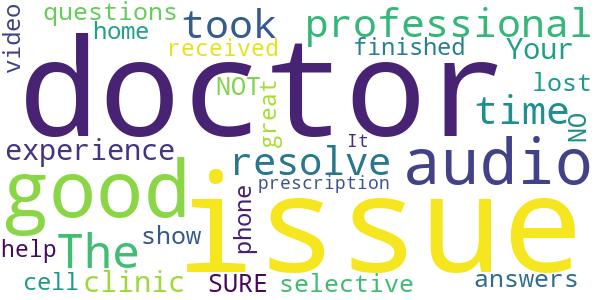 questions
video
home
took
professional
received
finished
Your
doctor
NOT
great
lost
time
NO
experience
It
audio
good
issue
resolve
prescription
phone
The
show
help
cell
clinic
SURE
selective
answers